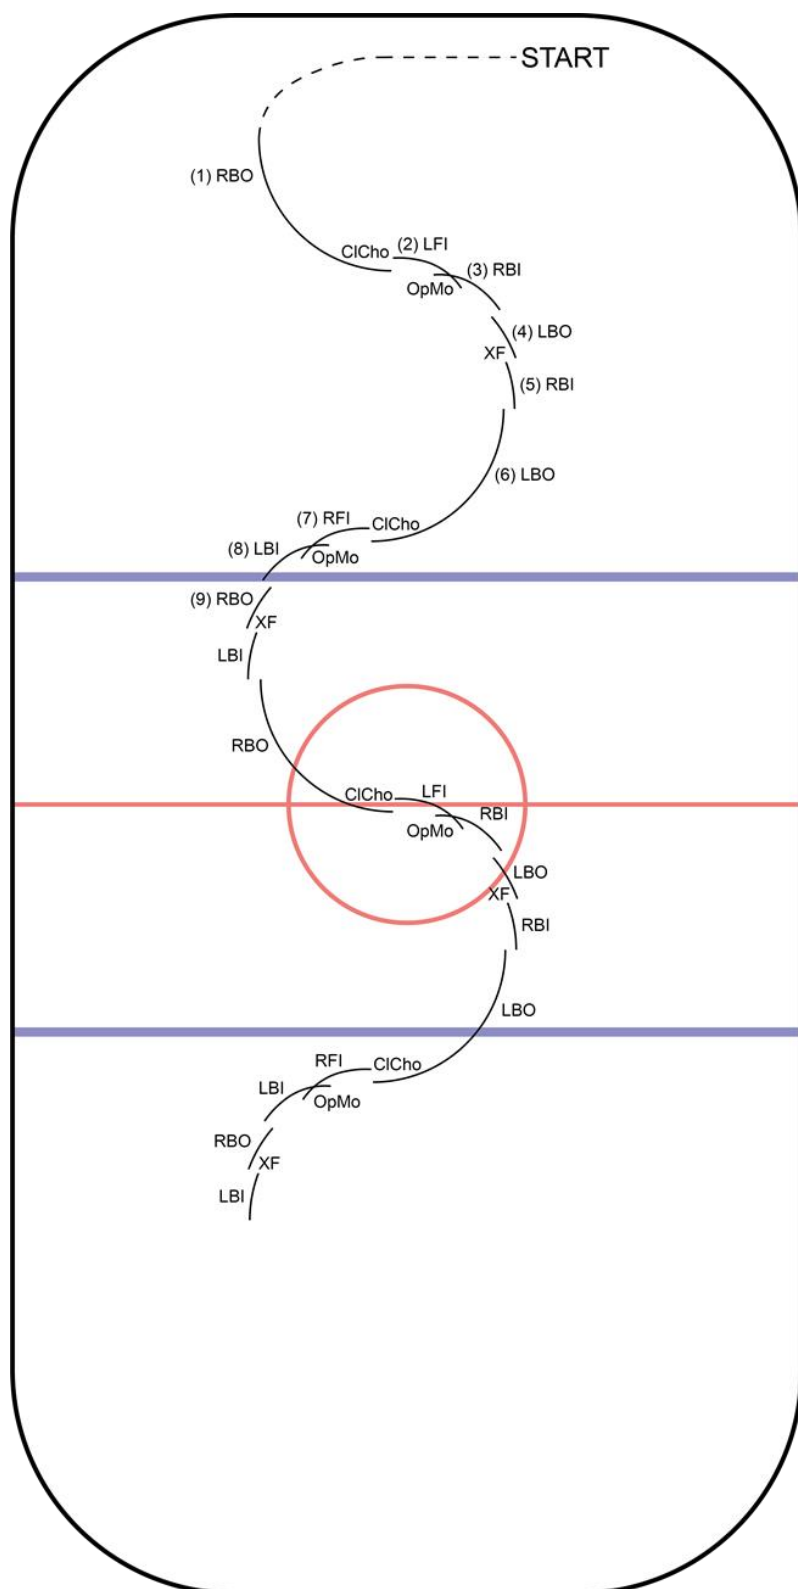 START
(1) RBO
ClCho
(2) LFI
(3) RBI
OpMo
(4) LBO
XF
(5) RBI
(6) LBO
(7) RFI
ClCho
(8) LBI
OpMo
(9) RBO
XF
LBI
RBO
ClCho
LFI
RBI
OpMo
LBO
XF
RBI
LBO
RFI
ClCho
LBI
OpMo
RBO
XF
LBI